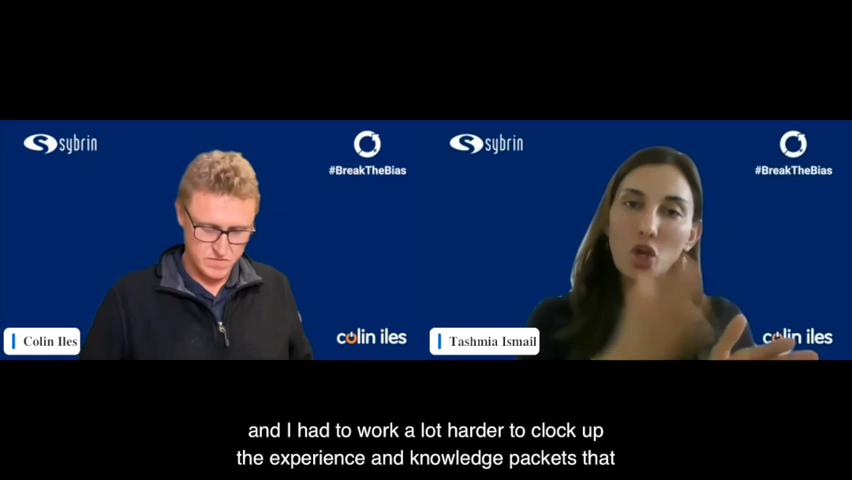 sybrin
#BreakTheBias
sybrin
#BreakTheBias
Colin Iles
colin iles
Tashmia Ismail
colin iles
and I had to work a lot harder to clock up
the experience and knowledge packets that